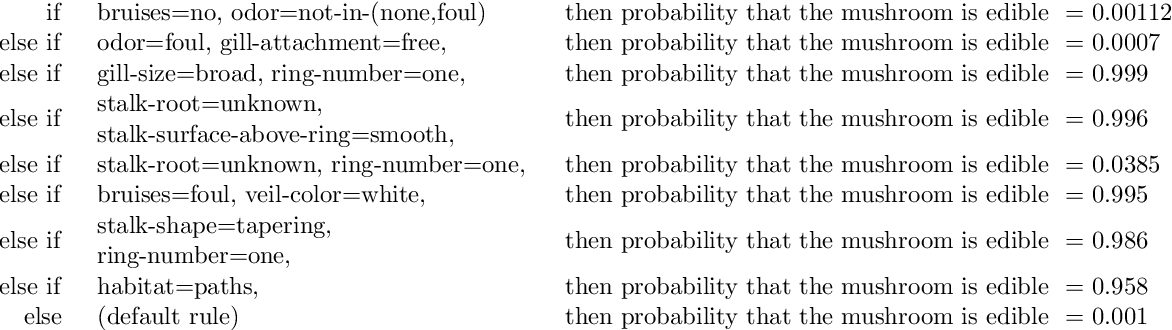 if bruises=no, odor=not-in-(none,foul) then probability that the mushroom is edible = 0.00112
else if odor=foul, gill-attachment=free, then probability that the mushroom is edible = 0.0007
else if gill-size=broad, ring-number=one, then probability that the mushroom is edible = 0.999
else if stalk-root=unknown,
stalk-surface-above-ring=smooth, then probability that the mushroom is edible = 0.996
else if stalk-root=unknown, ring-number=one, then probability that the mushroom is edible = 0.0385
else if bruises=foul, veil-color=white, then probability that the mushroom is edible = 0.995
else if stalk-shape=tapering,
ring-number=one, then probability that the mushroom is edible = 0.986
else if habitat=paths, then probability that the mushroom is edible = 0.958
else (default rule) then probability that the mushroom is edible = 0.001